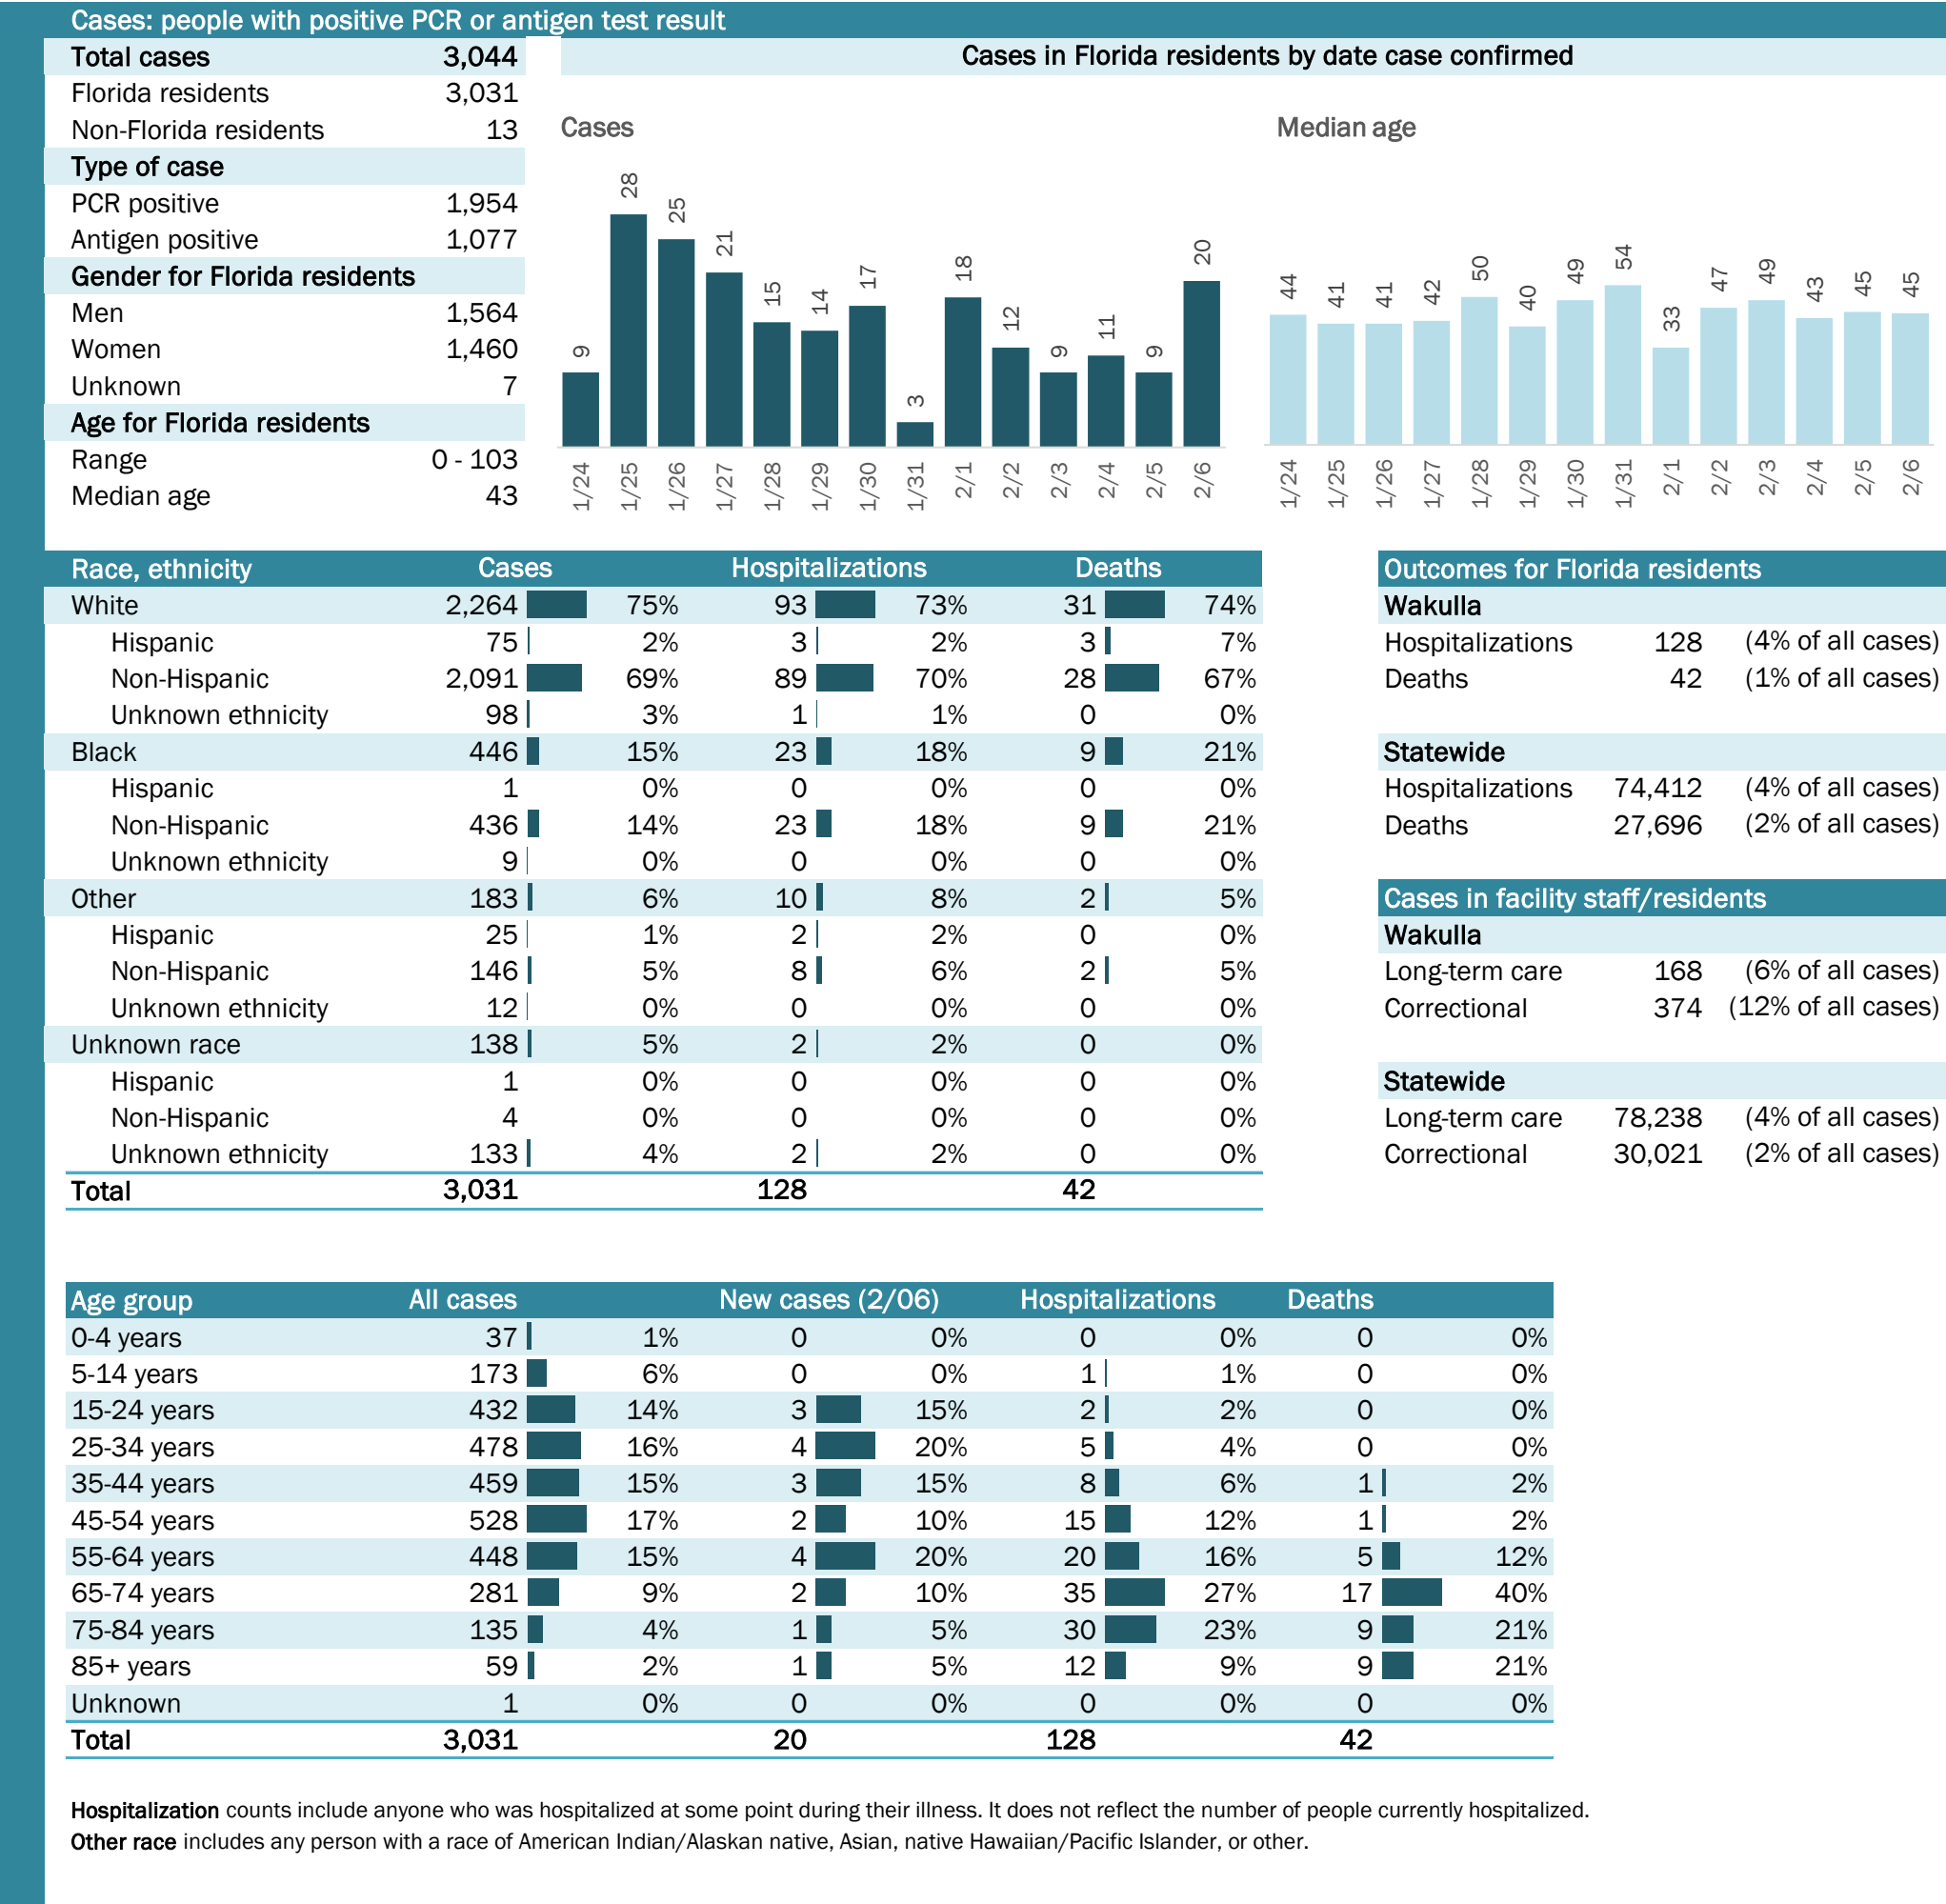 Cases: people with positive PCR or antigen test result
Total cases 3,044
Florida residents 3,031
Non-Florida residents 13
Type of case
PCR positive 1,954
Antigen positive 1,077
Gender for Florida residents
Men 1,564
Women 1,460
Unknown 7
Age for Florida residents
Range 0 - 103
Median age 43
Cases in Florida residents by date case confirmed
Cases
9 28 25 21 15 14 17 3 18 12 9 11 9 20
1/24 1/25 1/26 1/27 1/28 1/29 1/30 1/31 2/1 2/2 2/3 2/4 2/5 2/6
Median age
44 41 41 42 50 40 49 54 33 47 49 43 45 45
1/24 1/25 1/26 1/27 1/28 1/29 1/30 1/31 2/1 2/2 2/3 2/4 2/5 2/6
Race, ethnicity Cases Hospitalizations Deaths
White 2,264 75% 93 73% 31 74%
Hispanic 75 2% 3 2% 3 7%
Non-Hispanic 2,091 69% 89 70% 28 67%
Unknown ethnicity 98 3% 1 1% 0 0%
Black 446 15% 23 18% 9 21%
Hispanic 1 0% 0 0% 0 0%
Non-Hispanic 436 14% 23 18% 9 21%
Unknown ethnicity 9 0% 0 0% 0 0%
Other 183 6% 10 8% 2 5%
Hispanic 25 1% 2 2% 0 0%
Non-Hispanic 146 5% 8 6% 2 5%
Unknown ethnicity 12 0% 0 0% 0 0%
Unknown race 138 5% 2 2% 0 0%
Hispanic 1 0% 0 0% 0 0%
Non-Hispanic 4 0% 0 0% 0 0%
Unknown ethnicity 133 4% 2 2% 0 0%
Total 3,031 128 42
Outcomes for Florida residents
Wakulla
Hospitalizations 128 (4% of all cases)
Deaths 42 (1% of all cases)
Statewide
Hospitalizations 74,412 (4% of all cases)
Deaths 27,696 (2% of all cases)
Cases in facility staff/residents
Wakulla
Long-term care 168 (6% of all cases)
Correctional 374 (12% of all cases)
Statewide
Long-term care 78,238 (4% of all cases)
Correctional 30,021 (2% of all cases)
Age group All cases New cases (2/06) Hospitalizations Deaths
0-4 years 37 1% 0 0% 0 0% 0 0%
5-14 years 173 6% 0 0% 1 1% 0 0%
15-24 years 432 14% 3 15% 2 2% 0 0%
25-34 years 478 16% 4 20% 5 4% 0 0%
35-44 years 459 15% 3 15% 8 6% 1 2%
45-54 years 528 17% 2 10% 15 12% 1 2%
55-64 years 448 15% 4 20% 20 16% 5 12%
65-74 years 281 9% 2 10% 35 27% 17 40%
75-84 years 135 4% 1 5% 30 23% 9 21%
85+ years 59 2% 1 5% 12 9% 9 21%
Unknown 1 0% 0 0% 0 0% 0 0%
Total 3,031 20 128 42
Hospitalization counts include anyone who was hospitalized at some point during their illness. It does not reflect the number of people currently hospitalized.
Other race includes any person with a race of American Indian/Alaskan native, Asian, native Hawaiian/Pacific Islander, or other.